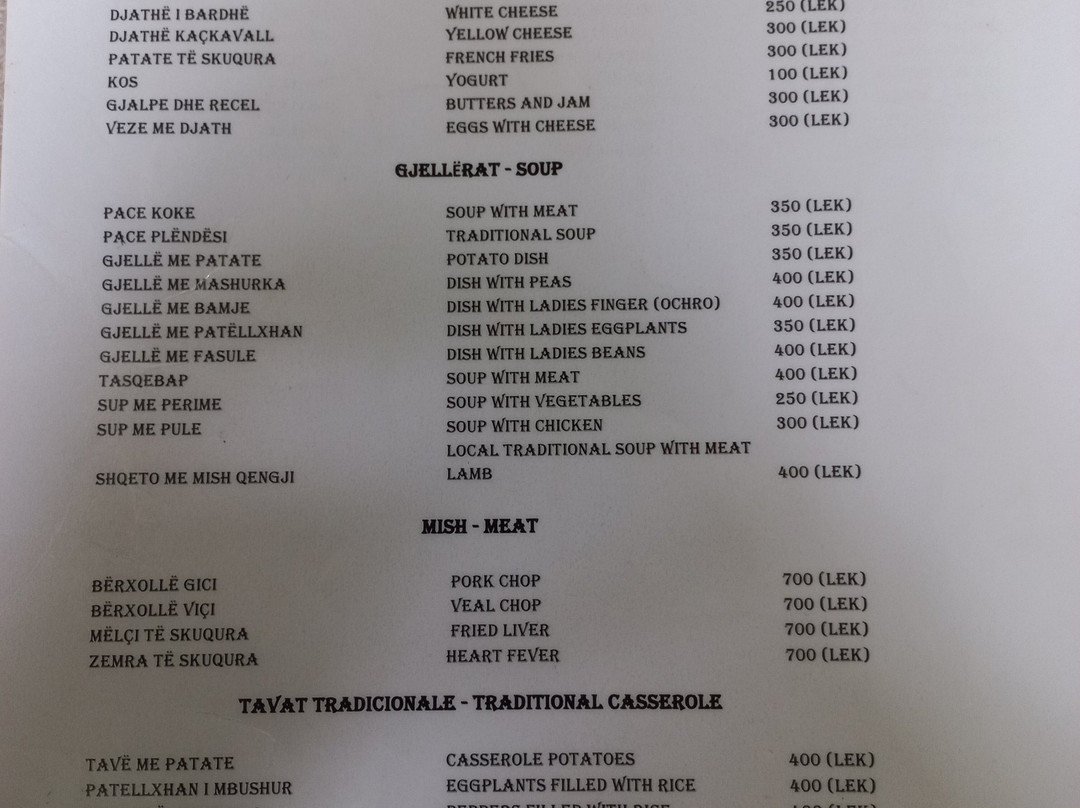 DJATHË I BARDHË WHITE CHEESE 250 (LEK)
DJATHË KAÇKAVALL YELLOW CHEESE 300 (LEK)
PATATE TË SKUQURA FRENCH FRIES 300 (LEK)
KOS YOGURT 100 (LEK)
GJALPE DHE RECEL BUTTERS AND JAM 300 (LEK)
VEZE ME DJATH EGGS WITH CHEESE 300 (LEK)
GJELLËRAT - SOUP
PACE KOKE SOUP WITH MEAT 350 (LEK)
PAÇE PLËNDËSI TRADITIONAL SOUP 350 (LEK)
GJELLË ME PATATE POTATO DISH 350 (LEK)
GJELLË ME MASHURKA DISH WITH PEAS 400 (LEK)
GJELLË ME BAMJE DISH WITH LADIES FINGER (OCHRO) 400 (LEK)
GJELLË ME PATËLLXHAN DISH WITH LADIES EGGPLANTS 350 (LEK)
GJELLË ME FASULE DISH WITH LADIES BEANS 400 (LEK)
TASQEBAP SOUP WITH MEAT 400 (LEK)
SUP ME PERIME SOUP WITH VEGETABLES 250 (LEK)
SUP ME PULE SOUP WITH CHICKEN 300 (LEK)
LOCAL TRADITIONAL SOUP WITH MEAT
SHQETO ME MISH QENGJI LAMB 400 (LEK)
MISH - MEAT
BËRXOLLË GICI PORK CHOP 700 (LEK)
BËRXOLLË VIÇI VEAL CHOP 700 (LEK)
MËLÇI TË SKUQURA FRIED LIVER 700 (LEK)
ZEMRA TË SKUQURA HEART FEVER 700 (LEK)
TAVAT TRADICIONALE - TRADITIONAL CASSEROLE
TAVË ME PATATE CASSEROLE POTATOES 400 (LEK)
PATELLXHAN I MBUSHUR EGGPLANTS FILLED WITH RICE 400 (LEK)
PEPPERS FILLED WITH RICE 400 (LEK)